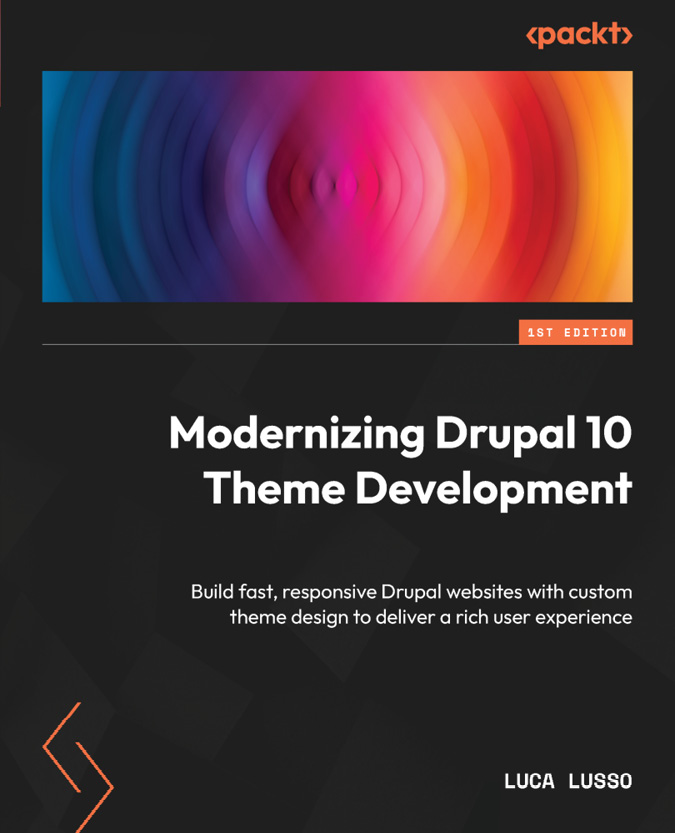 <packt>
1ST EDITION
Modernizing Drupal 10
Theme Development
Build fast, responsive Drupal websites with custom
theme design to deliver a rich user experience
LUCA LUSSO